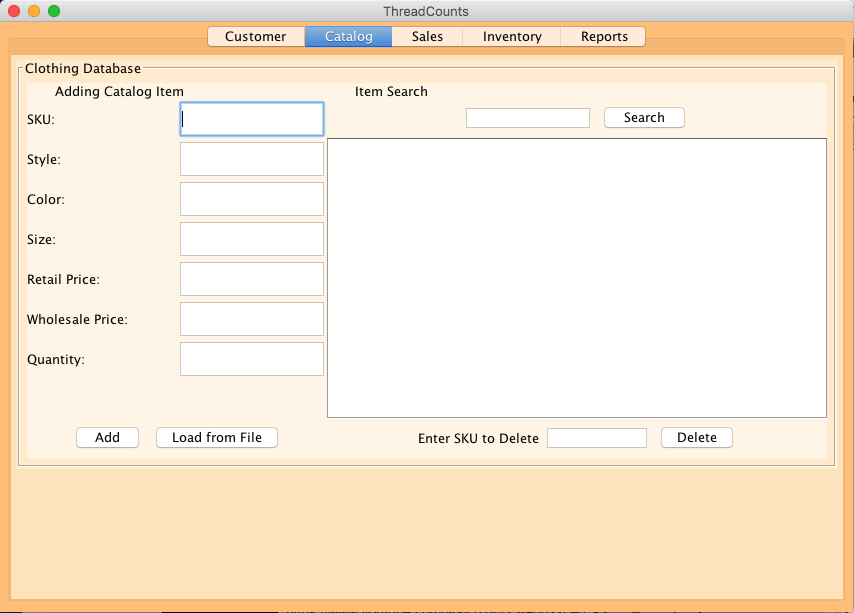 ThreadCounts
Customer Catalog Sales Inventory Reports
Clothing Database
Adding Catalog Item
Item Search
SKU:
Search
Style:
Color:
Size:
Retail Price:
Wholesale Price:
Quantity:
Add Load from File Enter SKU to Delete Delete